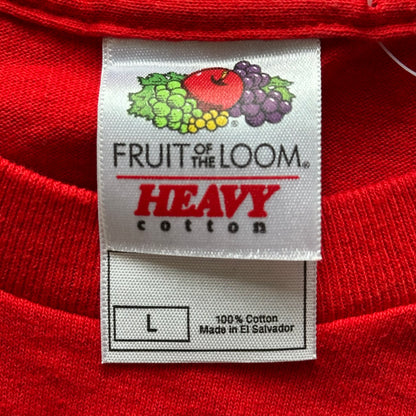 FRUIT OF THE LOOM®
HEAVY
cotton
L
100% Cotton
Made in El Salvador